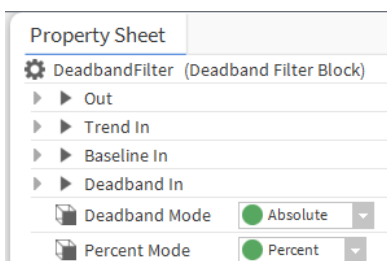 Property Sheet
DeadbandFilter (Deadband Filter Block)
Out
Trend In
Baseline In
Deadband In
Deadband Mode Absolute
Percent Mode Percent